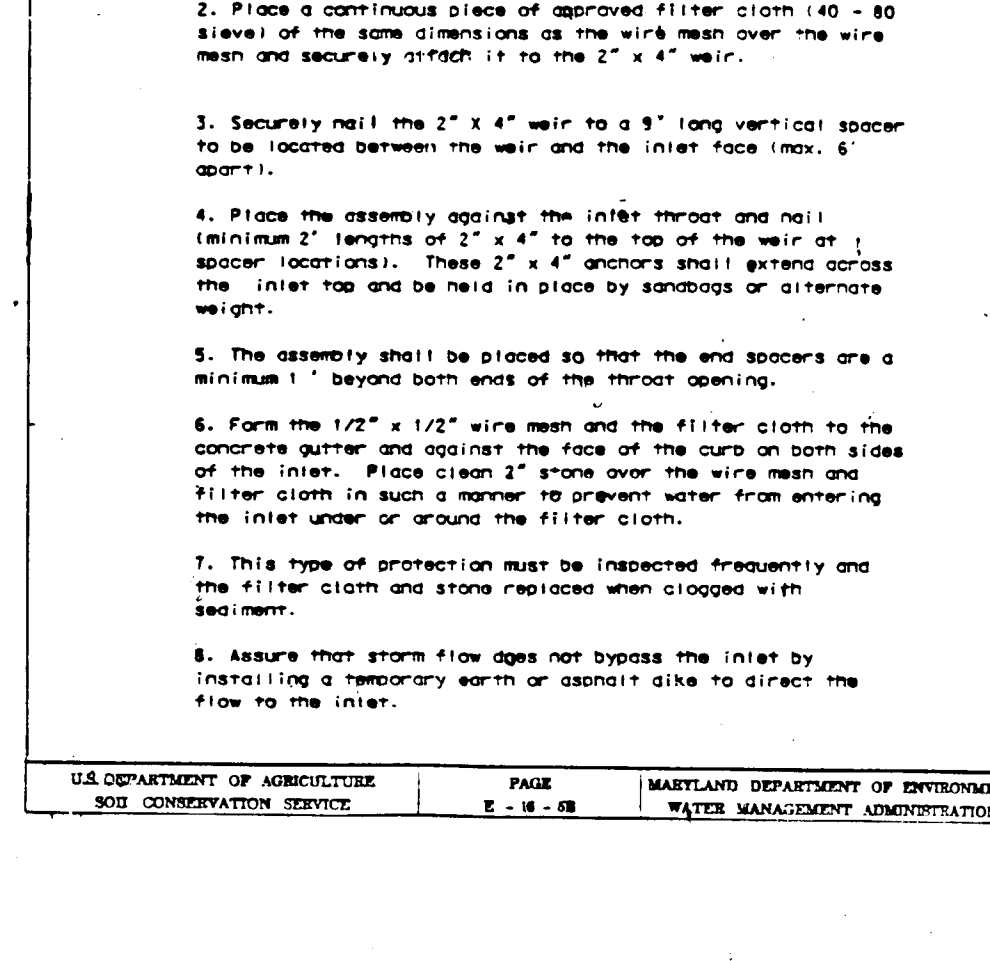 2. Place a continuous piece of approved filter cloth (40 - 80
sieve) of the same dimensions as the wire mesh over the wire
mesh and securely attach it to the 2" x 4" weir.
3. Securely nail the 2" X 4" weir to a 9" long vertical spacer
to be located between the weir and the inlet face (max. 6'
apart).
4. Place the assembly against the inlet throat and nail
(minimum 2' lengths of 2" x 4" to the top of the weir at
spacer locations). These 2" x 4" anchors shall extend across
the inlet top and be held in place by sandbags or alternate
weight.
5. The assembly shall be placed so that the end spacers are a
minimum 1 ' beyond both ends of the throat opening.
6. Form the 1/2" x 1/2" wire mesh and the filter cloth to the
concrete gutter and against the face of the curb on both sides
of the inlet. Place clean 2" stone over the wire mesh and
filter cloth in such a manner to prevent water from entering
the inlet under or around the filter cloth.
7. This type of protection must be inspected frequently and
the filter cloth and stone replaced when clogged with
sediment.
8. Assure that storm flow does not bypass the inlet by
installing a temporary earth or asphalt dike to direct the
flow to the inlet.
U.S. DEPARTMENT OF AGRICULTURE
SOIL CONSERVATION SERVICE
PAGE
E - 16 - 5B
MARYLAND DEPARTMENT OF ENVIRONM
WATER MANAGEMENT ADMINISTRATION